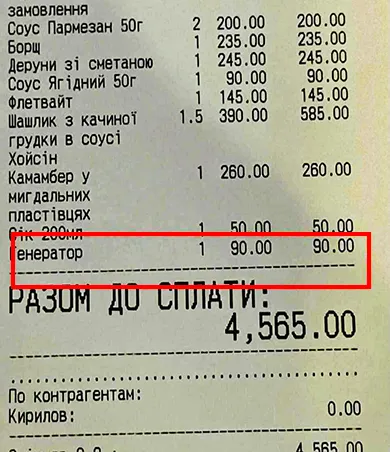 замовлення
Соус Пармезан 50г 2 200.00 200.00
Борщ 1 235.00 235.00
Деруни зі сметаною 1 245.00 245.00
Соус Ягідний 50г 1 90.00 90.00
Флетвайт 1 145.00 145.00
Шашлик з качиної 1.5 390.00 585.00
грудки в соусі
Хойсін
Камамбер у 1 260.00 260.00
мигдальних
пластівцях
Сік 200мл 1 50.00 50.00
Генератор 1 90.00 90.00
РАЗОМ ДО СПЛАТИ:
4,565.00
По контрагентам:
Кирилов: 0.00
4,565.00